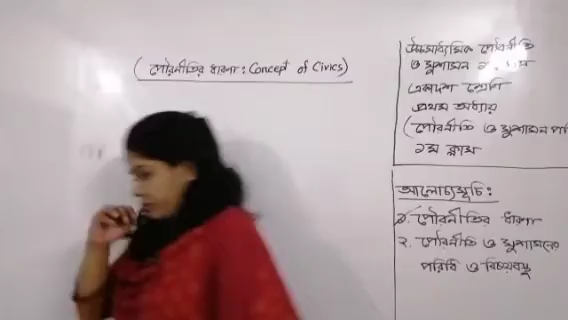 (পৌরনীতির ধারণা: Concept of Civics)
উচ্চমাধ্যমিক পৌরনীতি
ও সুশাসন
একাদশ শ্রেণি
প্রথম অধ্যায়
(পৌরনীতি ও সুশাসন
১ম ক্লাস
আলোচ্যসূচি:
১. পৌরনীতির ধারণা
২. পৌরনীতি ও সুশাসনের
পরিধি ও বিষয়বস্তু